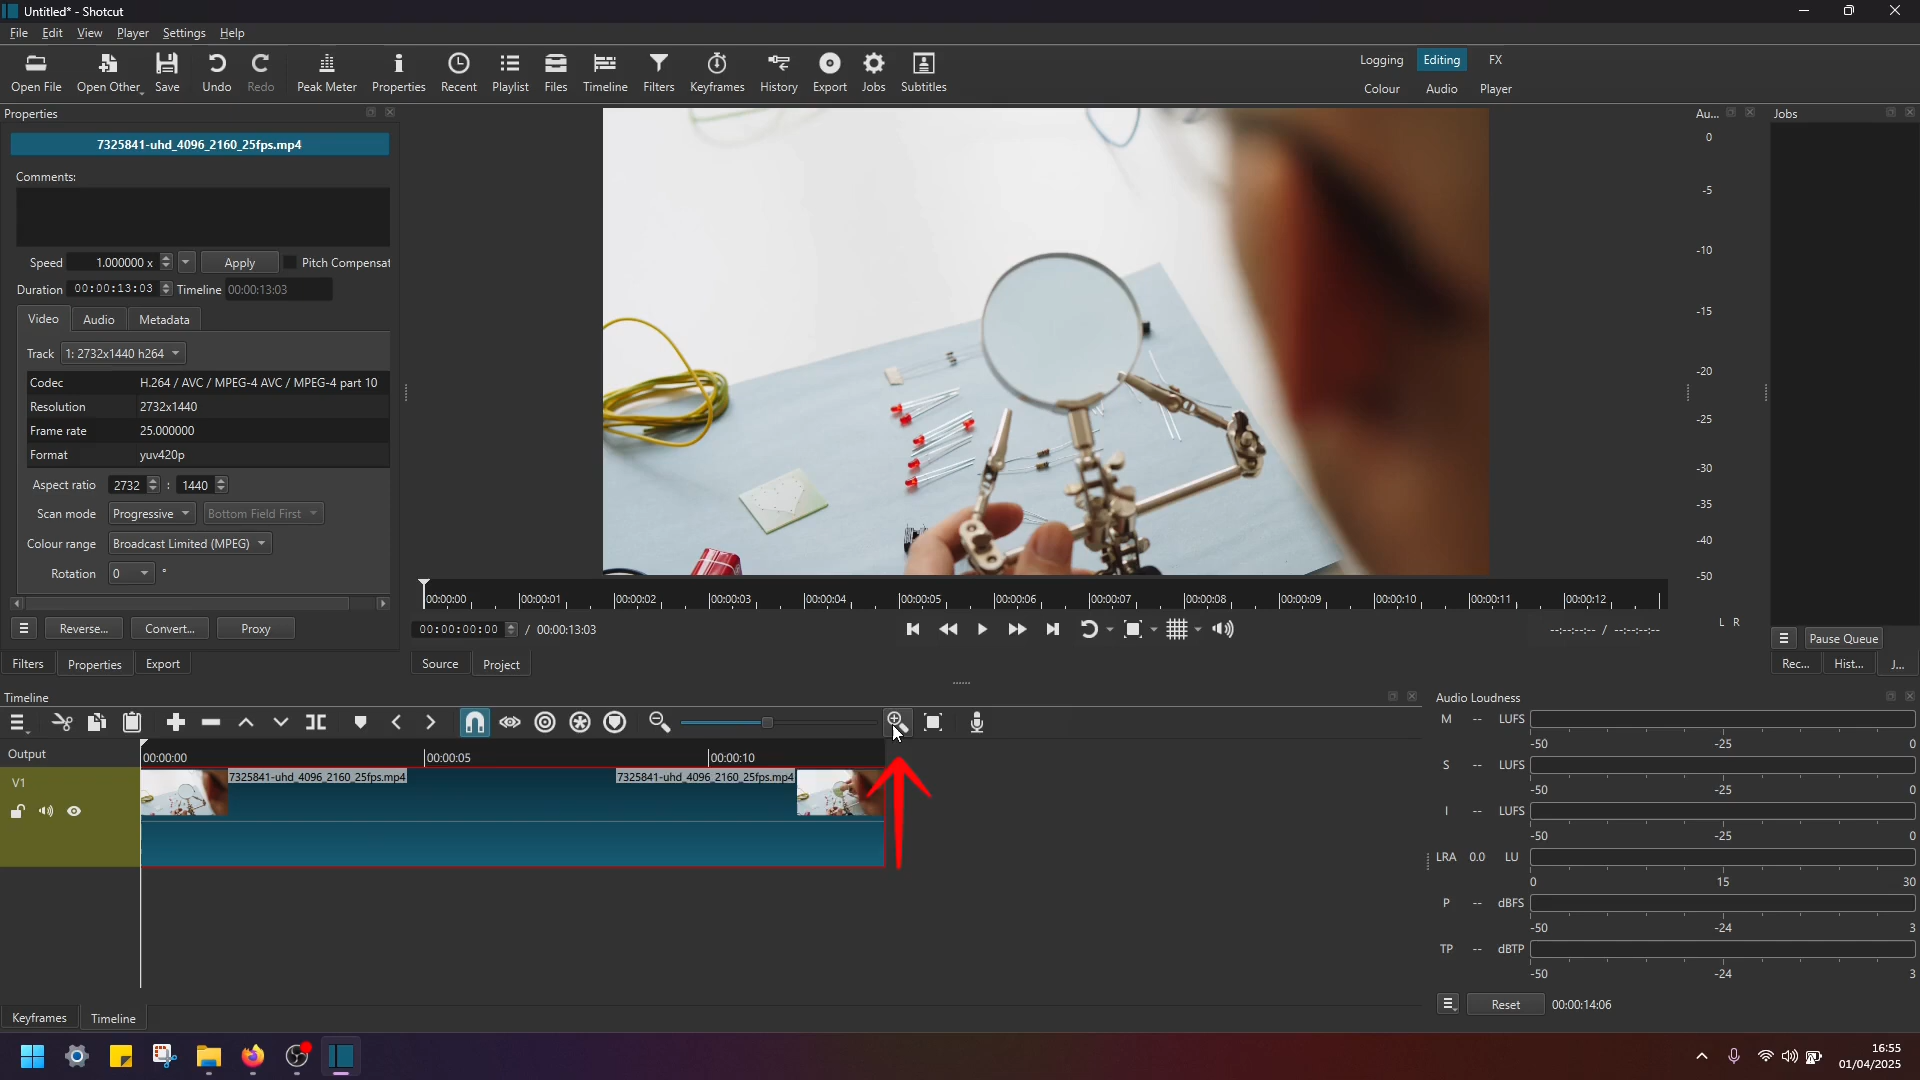 Untitled* - Shotcut
File Edit View Player Settings Help
Open File Open Other Save Undo Redo Peak Meter Properties Recent Playlist Files Timeline Filters Keyframes History Export Jobs Subtitles
Logging Editing FX
Colour Audio Player
Properties
7325841-uhd_4096_2160_25fps.mp4
Comments:
Speed 1.000000 x Apply Pitch Compensat
Duration 00:00:13:03 Timeline 00:00:13:03
Video Audio Metadata
Track 1: 2732x1440 h264
Codec H.264 / AVC / MPEG-4 AVC / MPEG-4 part 10
Resolution 2732x1440
Frame rate 25.000000
Format yuv420p
Aspect ratio 2732 : 1440
Scan mode Progressive Bottom Field First
Colour range Broadcast Limited (MPEG)
Rotation 0 °
Reverse... Convert... Proxy
Filters Properties Export
00:00:00 00:00:01 00:00:02 00:00:03 00:00:04 00:00:05 00:00:06 00:00:07 00:00:08 00:00:09 00:00:10 00:00:11 00:00:12
00:00:00:00 / 00:00:13:03
--:--:--:-- / --:--:--:--
Source Project
Au...
0
-5
-10
-15
-20
-25
-30
-35
-40
-50
L R
Jobs
Pause Queue
Rec... Hist... J...
Timeline
Output
00:00:00 00:00:05 00:00:10
V1
7325841-uhd_4096_2160_25fps.mp4 7325841-uhd_4096_2160_25fps.mp4
Keyframes Timeline
Audio Loudness
M -- LUFS
-50 -25 0
S -- LUFS
-50 -25 0
I -- LUFS
-50 -25 0
LRA 0.0 LU
0 15 30
P -- dBFS
-50 -24 3
TP -- dBTP
-50 -24 3
Reset 00:00:14:06
16:55
01/04/2025